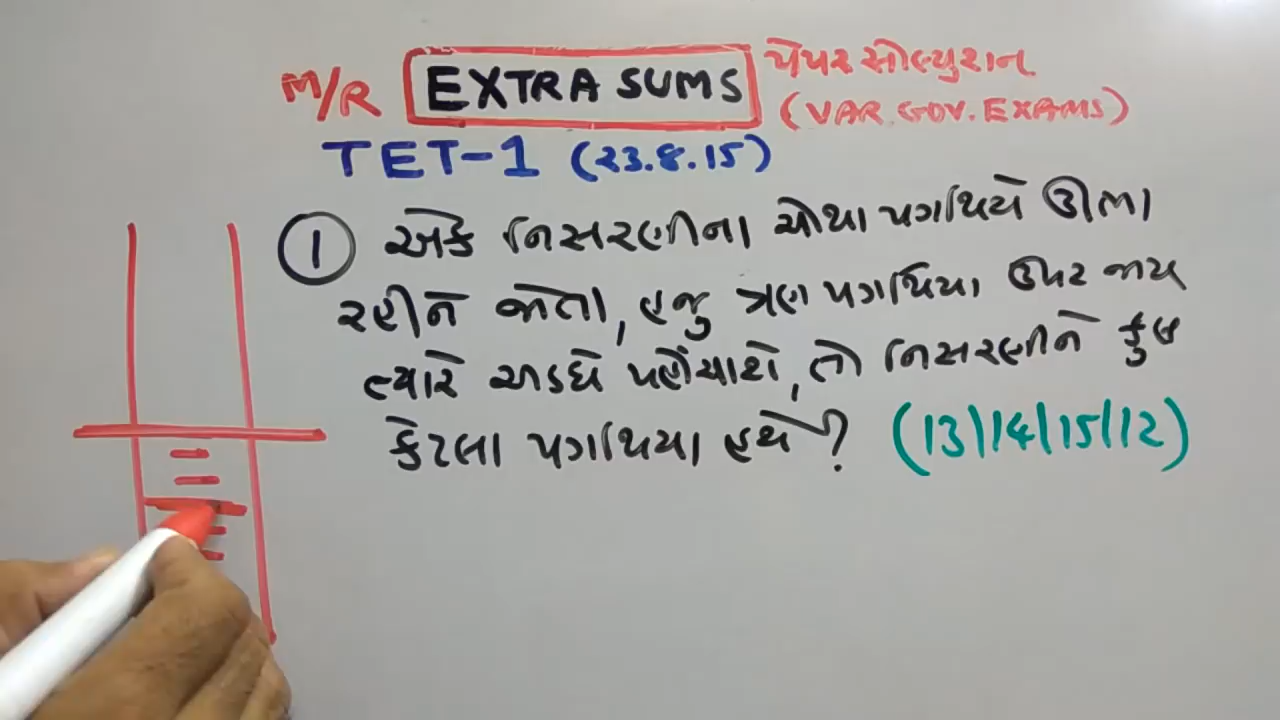 M/R EXTRA SUMS પેપર સોલ્યુશન
(VAR. GOV. EXAMS)
TET-1 (23.8.15)
① એક નિસરણીના ચોથા પગથિયે ઊભા
રહીને જોતા, હજુ ત્રણ પગથિયા ઊપર જાય
ત્યારે અડધે પહોંચાશે, તો નિસરણીને કુલ
કેટલા પગથિયા હશે? (13/14/15/12)